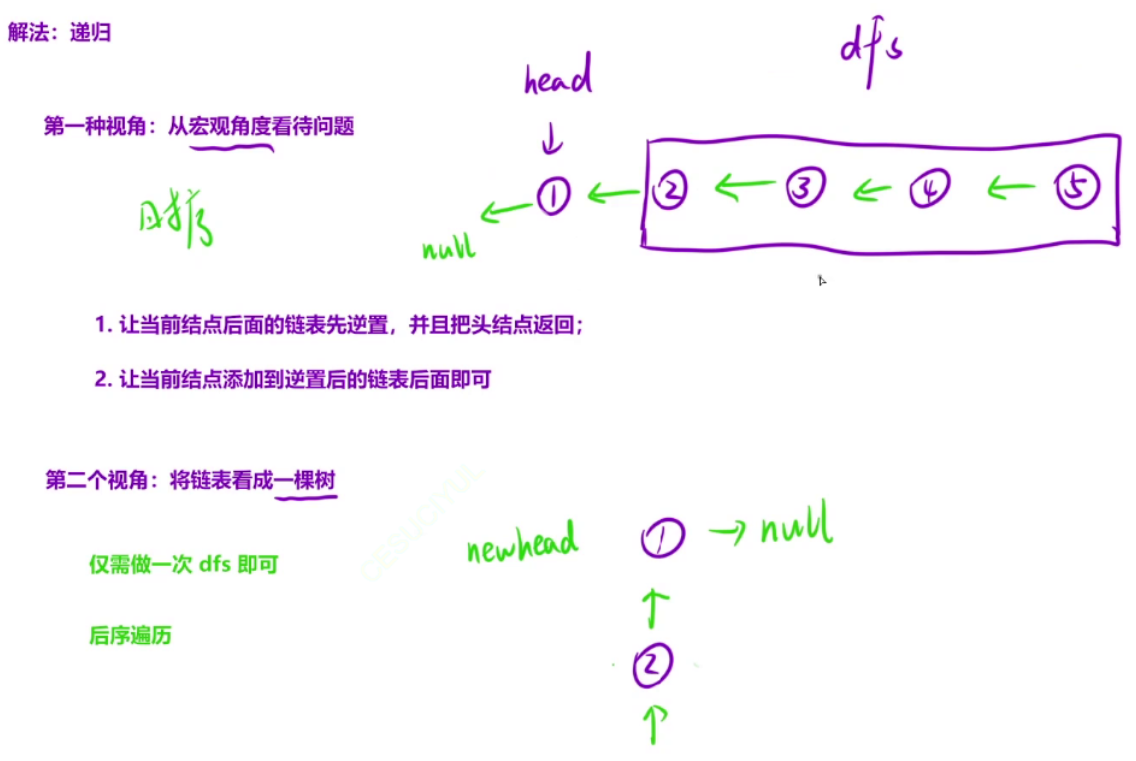 解法：递归
dfs
head
第一种视角：从宏观角度看待问题
① ② ③ ④ ⑤
null
1. 让当前结点后面的链表先逆置，并且把头结点返回；
2. 让当前结点添加到逆置后的链表后面即可
第二个视角：将链表看成一棵树
newhead ① → null
仅需做一次 dfs 即可
后序遍历
②